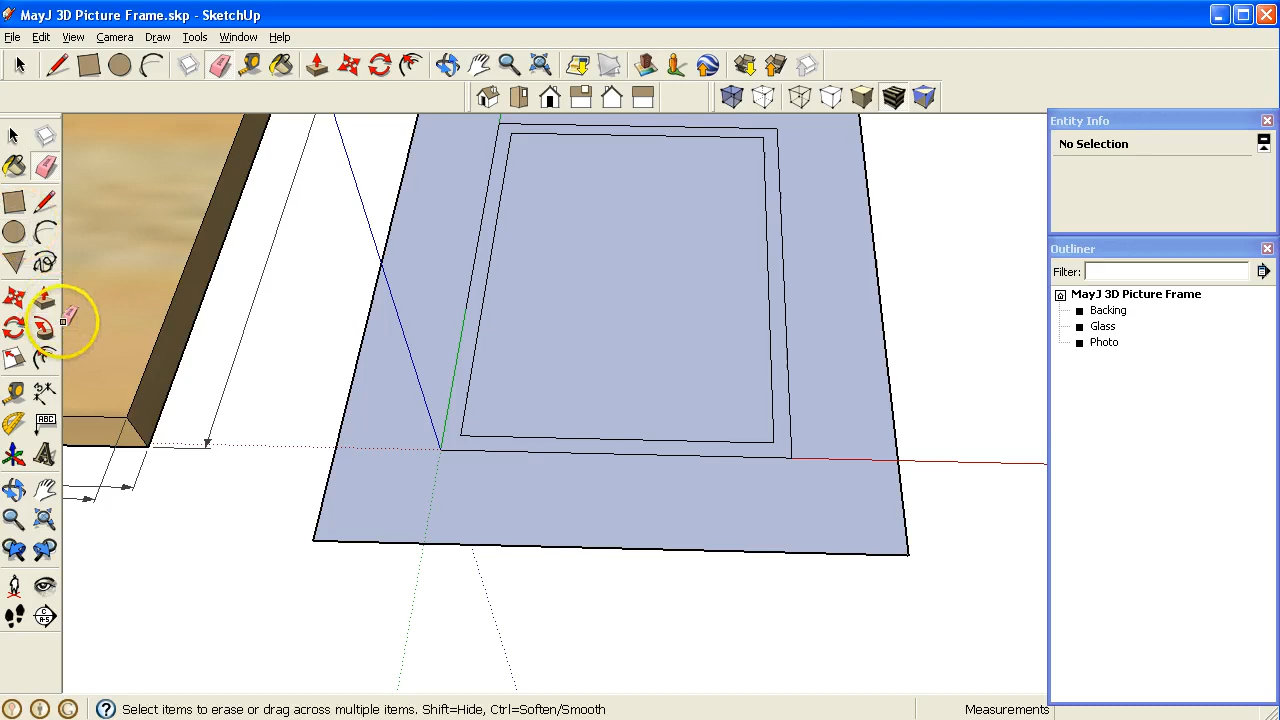 MayJ 3D Picture Frame.skp - SketchUp
File Edit View Camera Draw Tools Window Help
Entity Info
No Selection
Outliner
Filter:
MayJ 3D Picture Frame
Backing
Glass
Photo
ABC
Select items to erase or drag across multiple items. Shift=Hide, Ctrl=Soften/Smooth
Measurements